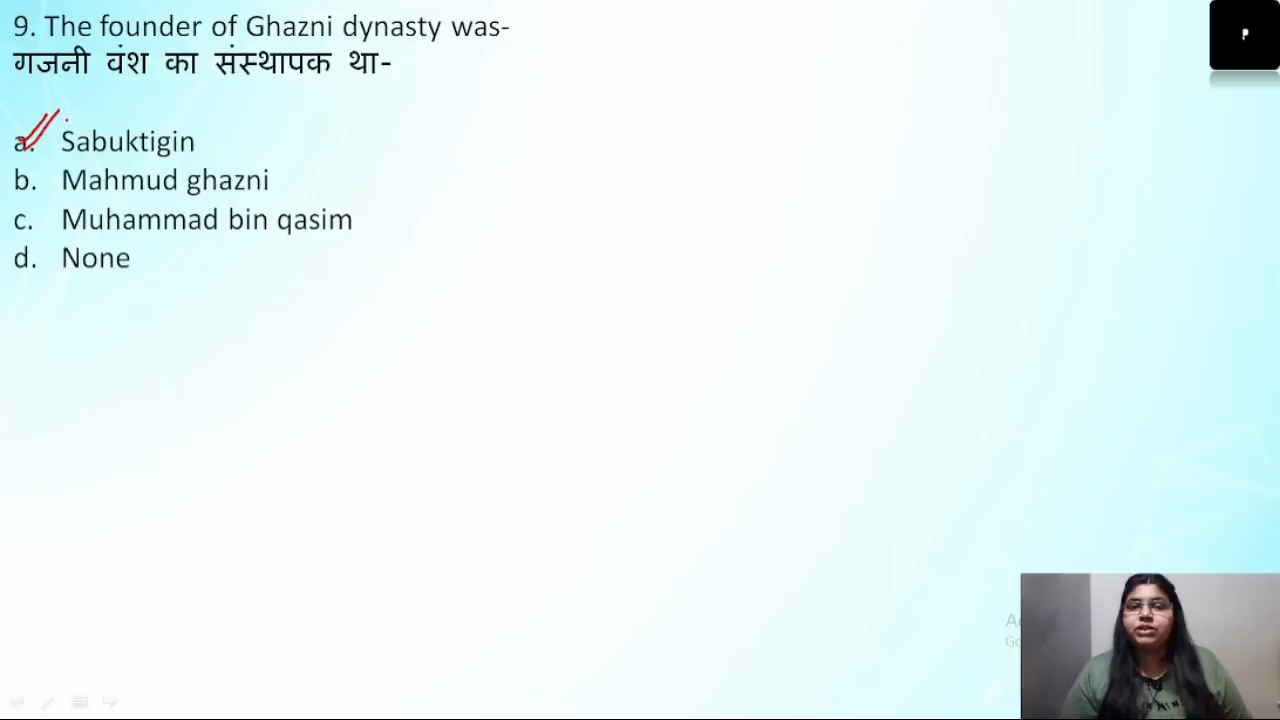 9. The founder of Ghazni dynasty was-
गजनी वंश का संस्थापक था-
a. Sabuktigin
b. Mahmud ghazni
c. Muhammad bin qasim
d. None